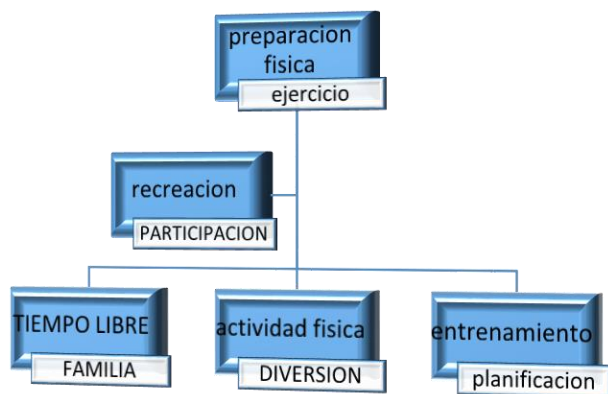 preparacion
fisica
ejercicio
recreacion
PARTICIPACION
TIEMPO LIBRE
FAMILIA
actividad fisica
DIVERSION
entrenamiento
planificacion